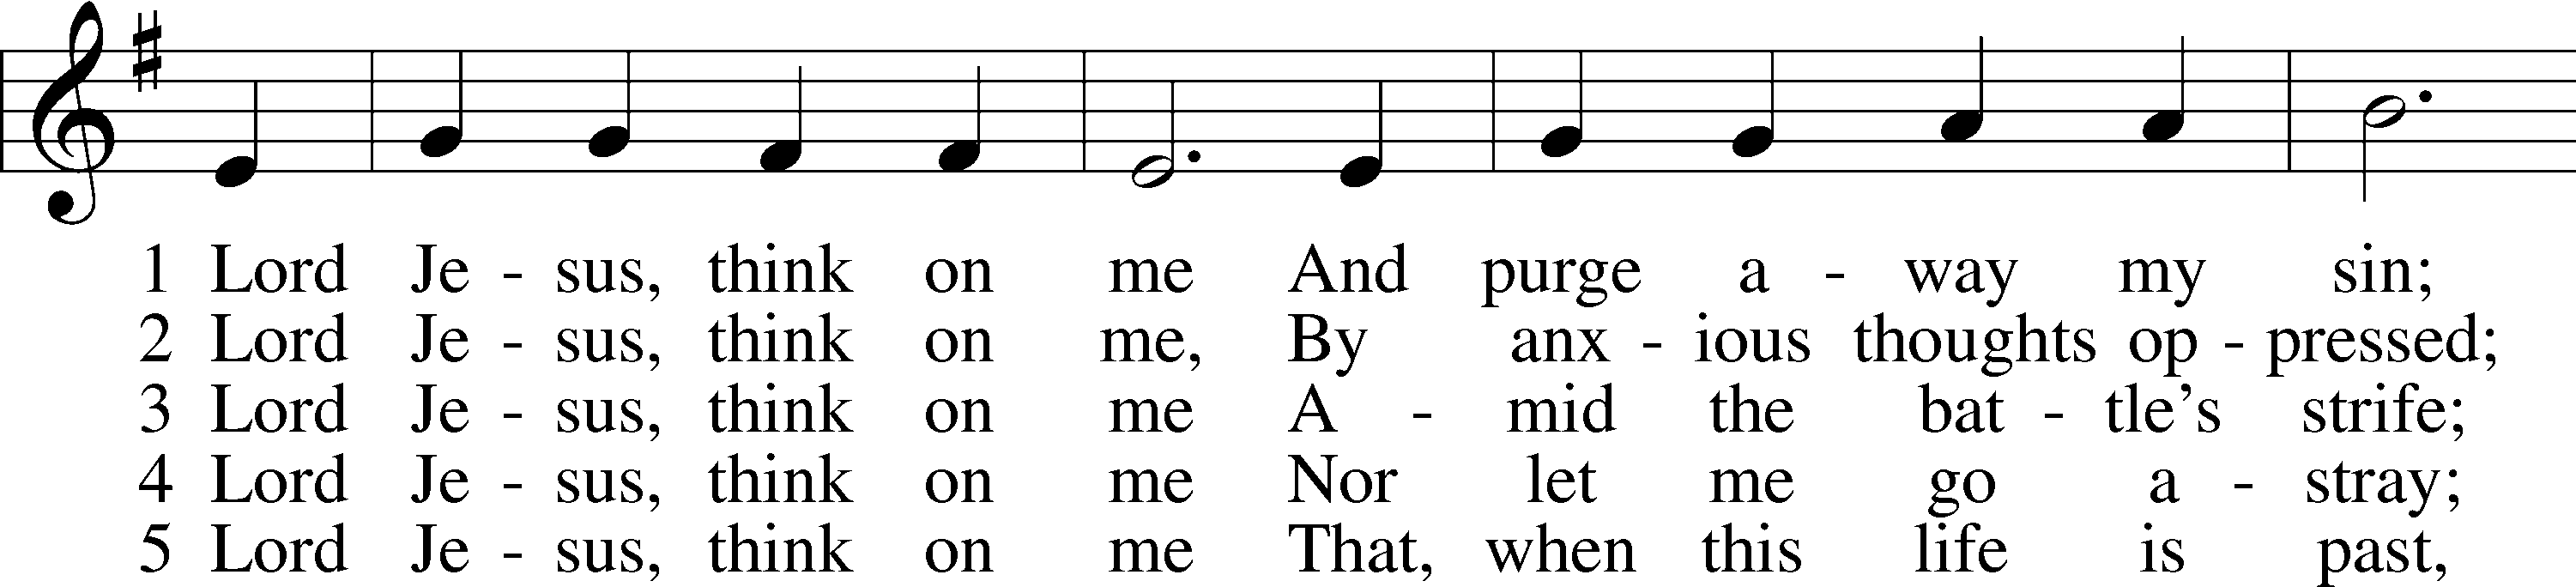 1 Lord Je - sus, think on me And purge a - way my sin;
2 Lord Je - sus, think on me, By anx - ious thoughts op - pressed;
3 Lord Je - sus, think on me A - mid the bat - tle's strife;
4 Lord Je - sus, think on me Nor let me go a - stray;
5 Lord Je - sus, think on me That, when this life is past,